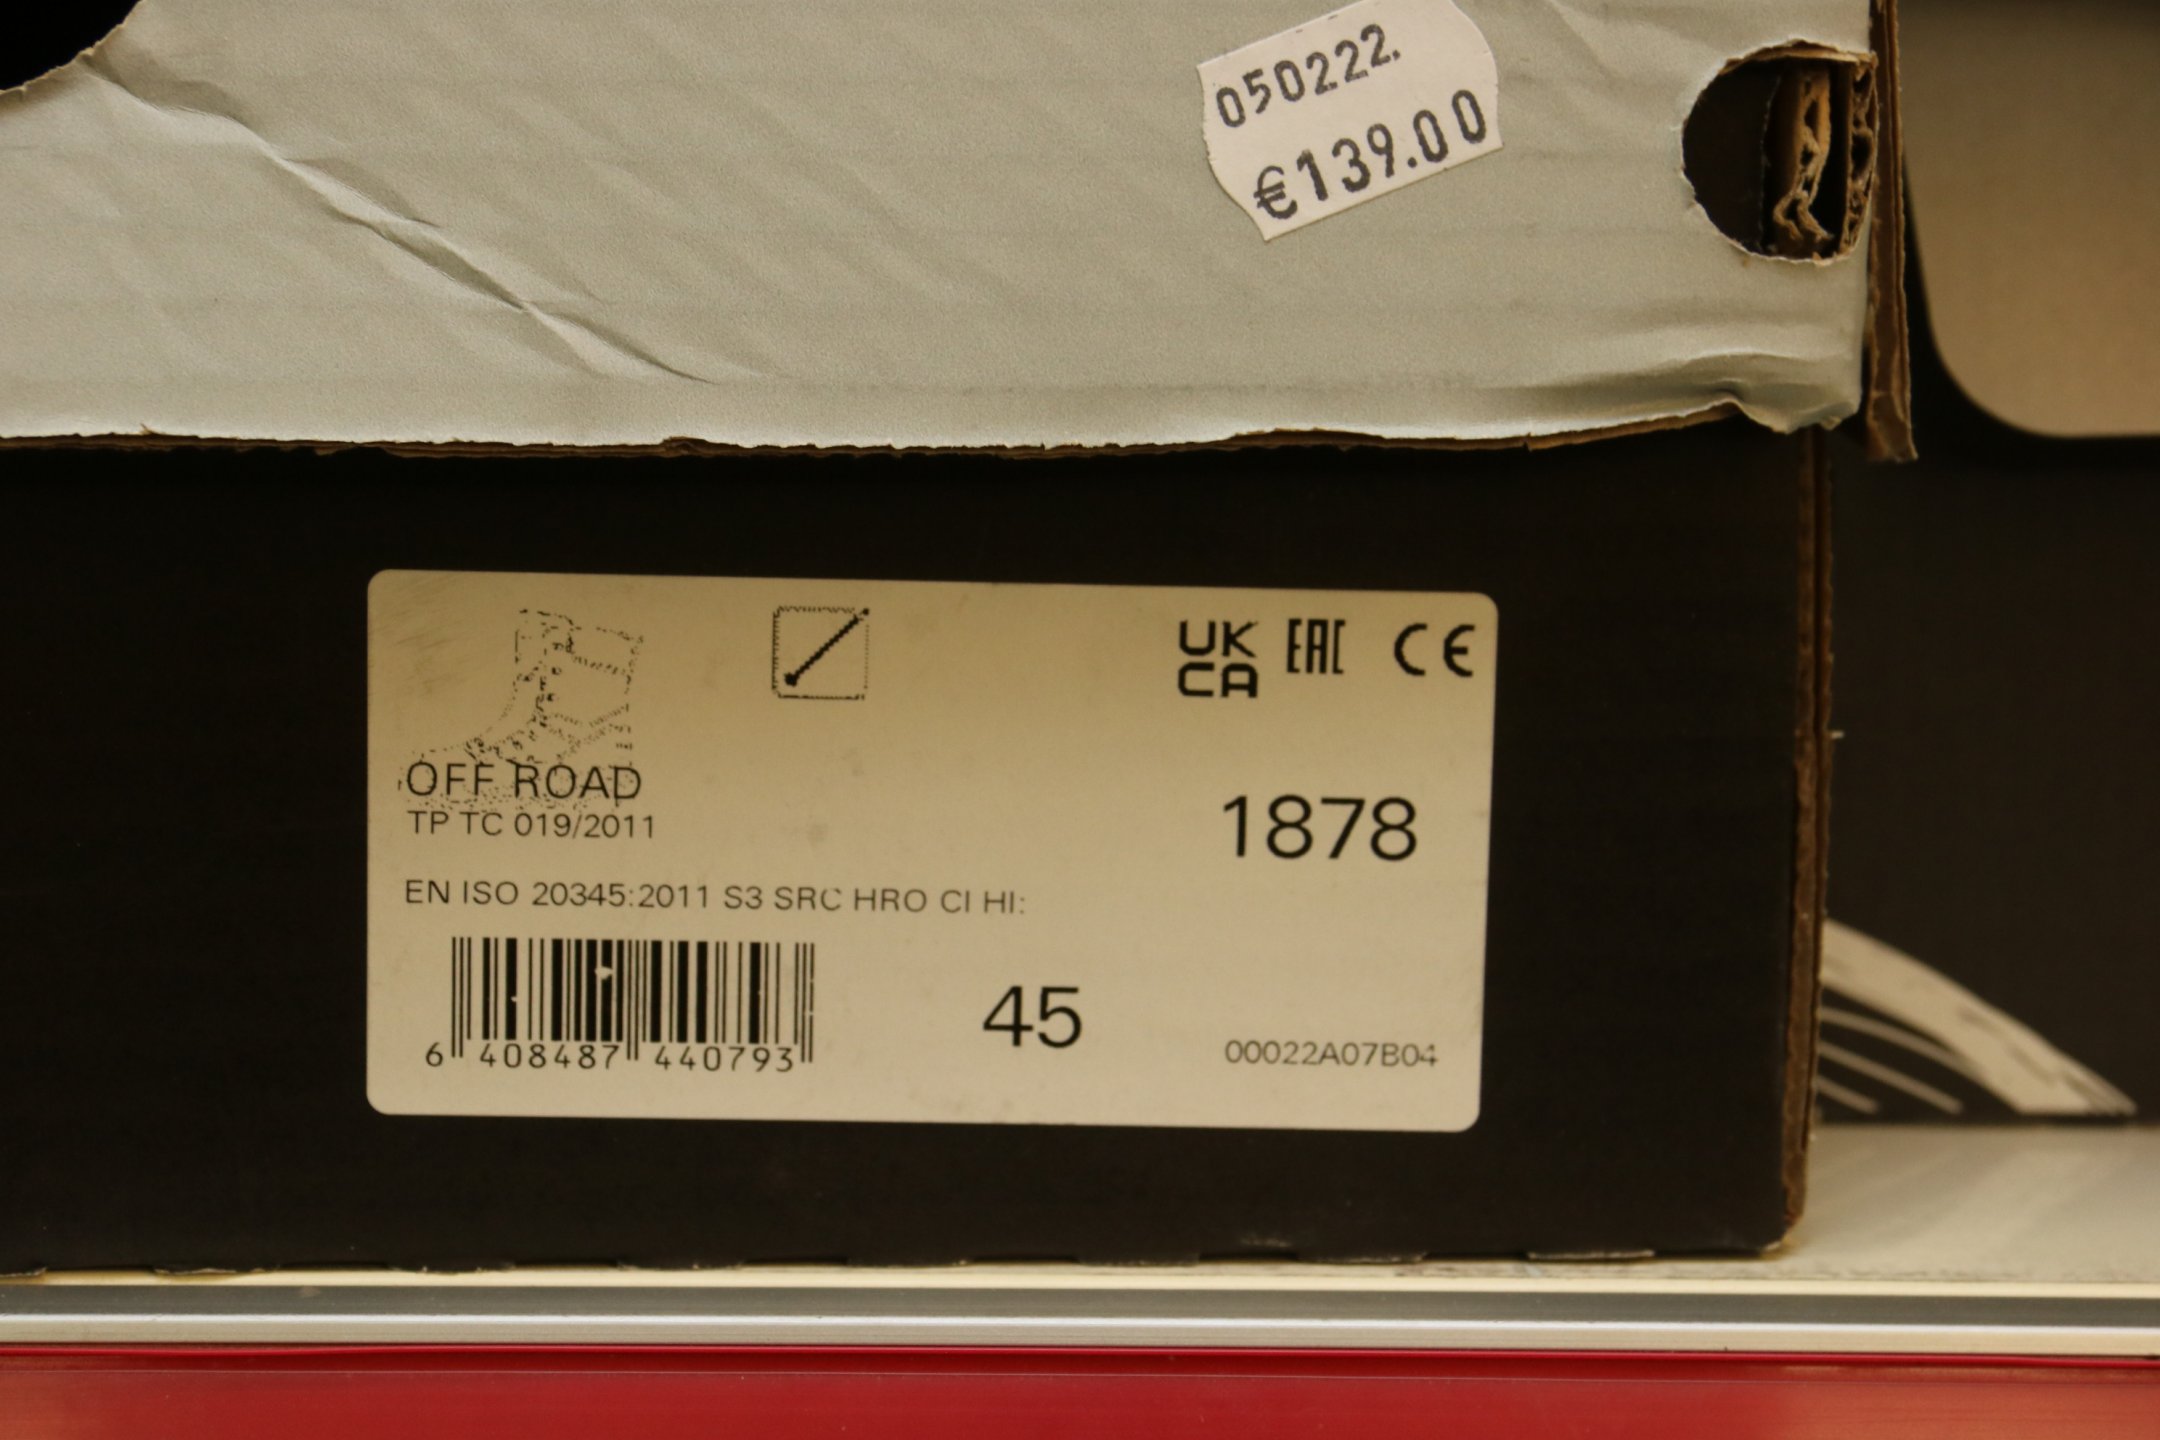 050222.
€139.00
UK
CA
EAC
CE
OFF ROAD
TP TC 019/2011
1878
EN ISO 20345:2011 S3 SRC HRO CI HI:
6 408487 440793
45
00022A07B04